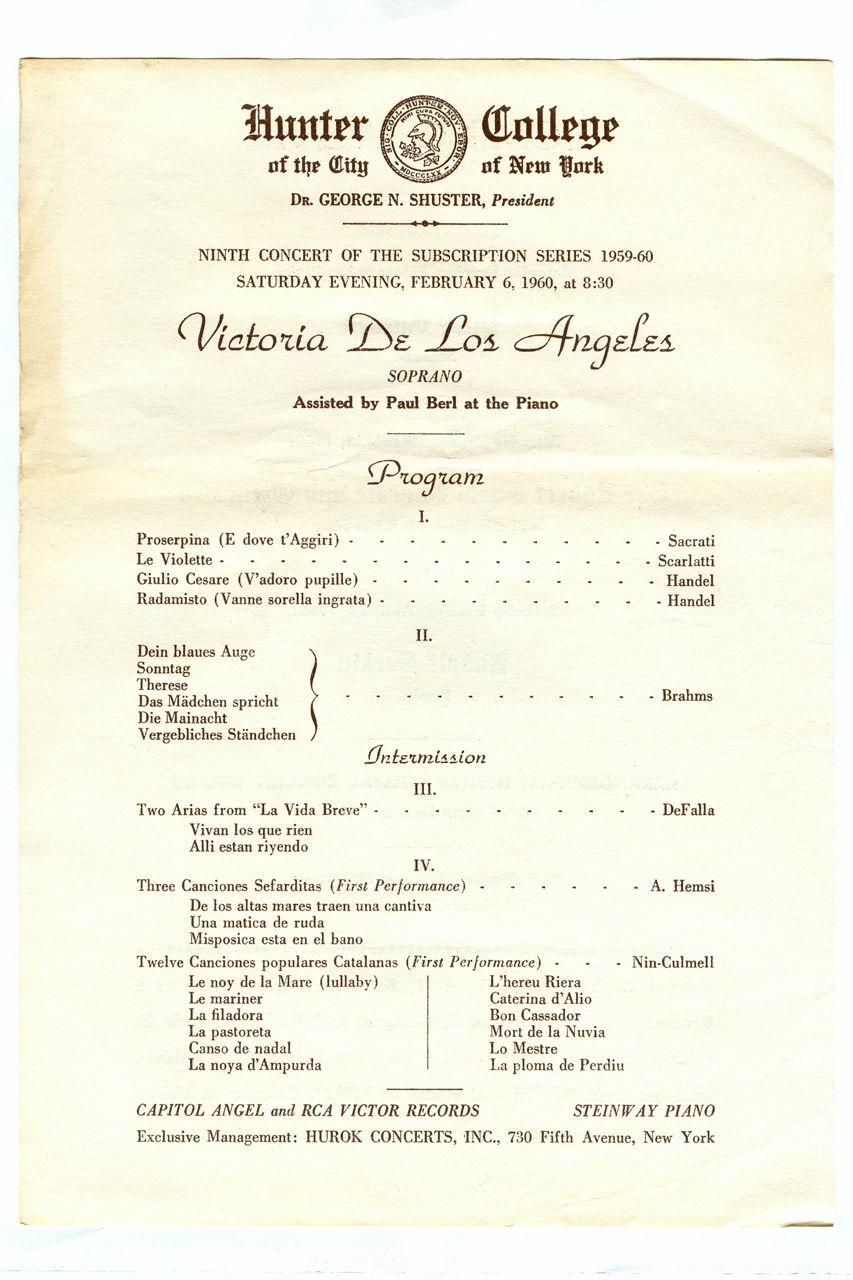 Hunter College
of the City of New York
SIG · COLL · HUNTER · NOV · EBOR
MIHI CURA FUTURI
MDCCCLXX
DR. GEORGE N. SHUSTER, President
NINTH CONCERT OF THE SUBSCRIPTION SERIES 1959-60
SATURDAY EVENING, FEBRUARY 6, 1960, at 8:30
Victoria De Los Angeles
SOPRANO
Assisted by Paul Berl at the Piano
Program
I.
Proserpina (E dove t'Aggiri) - - - - - - - - - - - Sacrati
Le Violette - - - - - - - - - - - - - - - Scarlatti
Giulio Cesare (V'adoro pupille) - - - - - - - - - - Handel
Radamisto (Vanne sorella ingrata) - - - - - - - - - - Handel
II.
Dein blaues Auge
Sonntag
Therese
Das Mädchen spricht
Die Mainacht
Vergebliches Ständchen
- - - - - - - - - - - Brahms
Intermission
III.
Two Arias from “La Vida Breve” - - - - - - - - - - DeFalla
Vivan los que rien
Alli estan riyendo
IV.
Three Canciones Sefarditas (First Performance) - - - - - - A. Hemsi
De los altas mares traen una cantiva
Una matica de ruda
Misposica esta en el bano
Twelve Canciones populares Catalanas (First Performance) - - - Nin-Culmell
Le noy de la Mare (lullaby)
Le mariner
La filadora
La pastoreta
Canso de nadal
La noya d'Ampurda
L'hereu Riera
Caterina d'Alio
Bon Cassador
Mort de la Nuvia
Lo Mestre
La ploma de Perdiu
CAPITOL ANGEL and RCA VICTOR RECORDS STEINWAY PIANO
Exclusive Management: HUROK CONCERTS, INC., 730 Fifth Avenue, New York